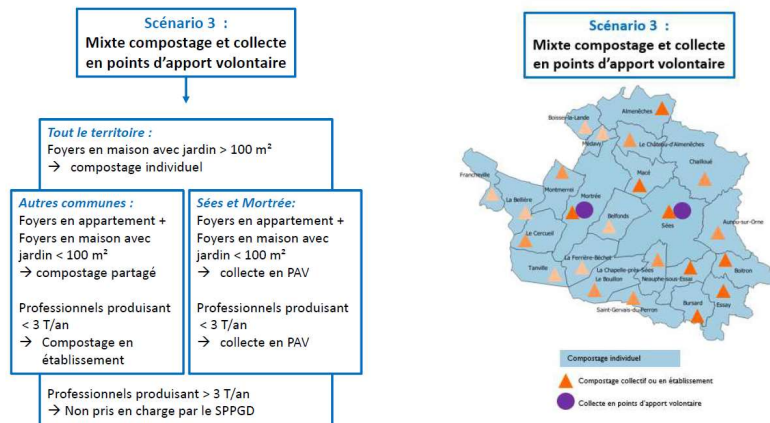 Scénario 3 :
Mixte compostage et collecte
en points d'apport volontaire
Tout le territoire :
Foyers en maison avec jardin > 100 m²
→ compostage individuel
Autres communes :
Foyers en appartement +
Foyers en maison avec
jardin < 100 m²
→ compostage partagé
Professionnels produisant
< 3 T/an
→ Compostage en
établissement
Sées et Mortrée:
Foyers en appartement +
Foyers en maison avec
jardin < 100 m²
→ collecte en PAV
Professionnels produisant
< 3 T/an
→ collecte en PAV
Professionnels produisant > 3 T/an
→ Non pris en charge par le SPPGD
Scénario 3 :
Mixte compostage et collecte
en points d'apport volontaire
Almenêches
Boissei-la-Lande
Médavy
Le Château-d'Almenêches
Chailloué
Francheville
Montmerrei
Macé
Mortrée
La Bellière
Belfonds
Sées
Aunou-sur-Orne
Le Cercueil
Tanville
La Ferrière-Béchet
La Chapelle-près-Sées
Le Bouillon
Neauphe-sous-Essai
Boitron
Essay
Bursard
Saint-Gervais-du-Perron
Compostage individuel
Compostage collectif ou en établissement
Collecte en points d'apport volontaire